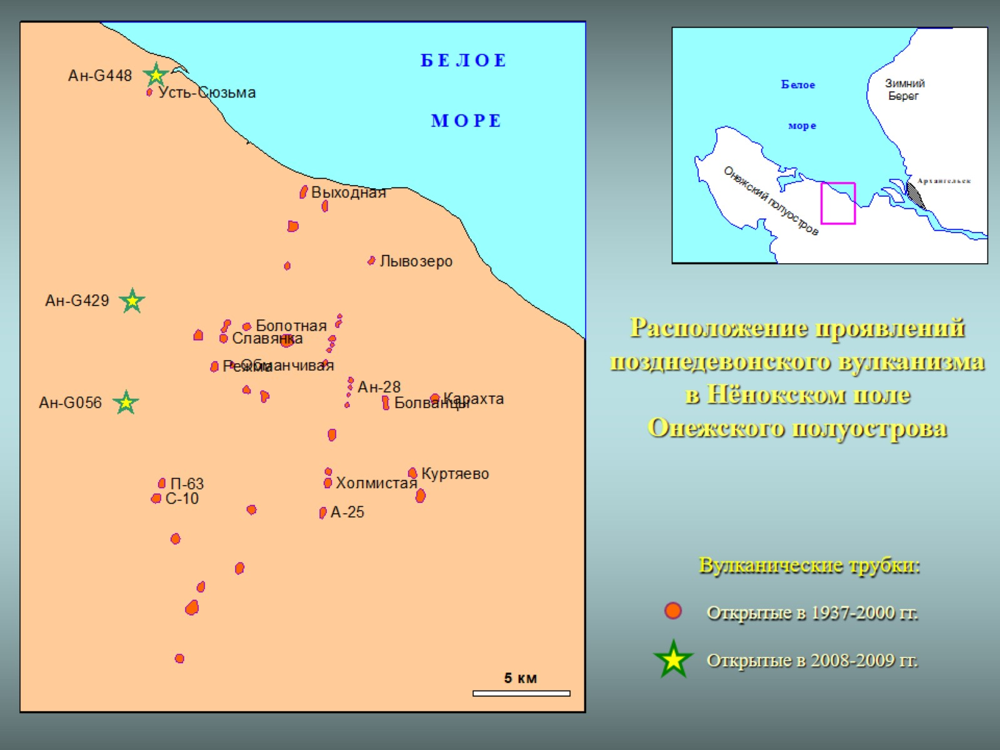 БЕЛОЕ
МОРЕ
Ан-G448
Усть-Сюзьма
Выходная
Лывозеро
Ан-G429
Болотная
Славянка
Режма
Обманчивая
Ан-28
Карахта
Болванцы
Ан-G056
Куртяево
Холмистая
П-63
С-10
А-25
5 км
Белое
море
Зимний
Берег
Онежский полуостров
Архангельск
Расположение проявлений
позднедевонского вулканизма
в Нёнокском поле
Онежского полуострова
Вулканические трубки:
Открытые в 1937-2000 гг.
Открытые в 2008-2009 гг.